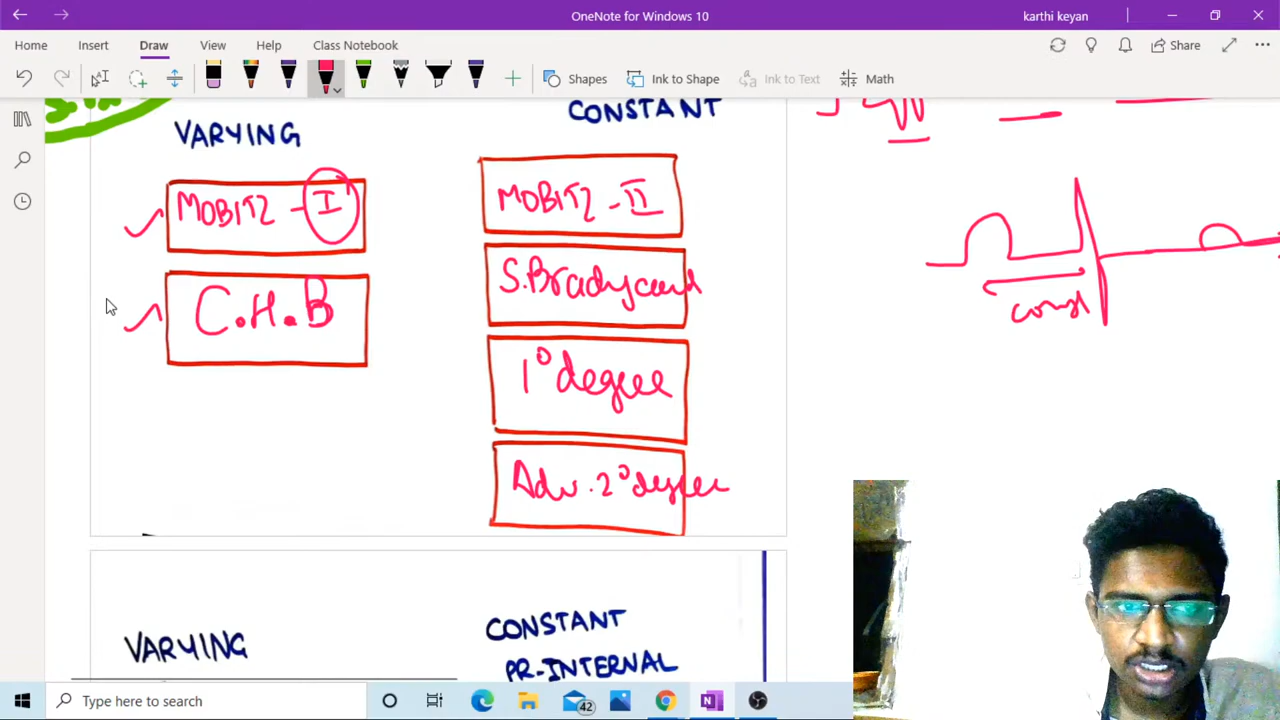 OneNote for Windows 10
karthi keyan
Home
Insert
Draw
View
Help
Class Notebook
Share
Shapes
Ink to Shape
Ink to Text
Math
VARYING
CONSTANT
MOBITZ - I
MOBITZ - II
C.H.B
S.Bradycard
1° degree
Adv. 2° degree
const
VARYING
CONSTANT
PR-INTERNAL
Type here to search
42